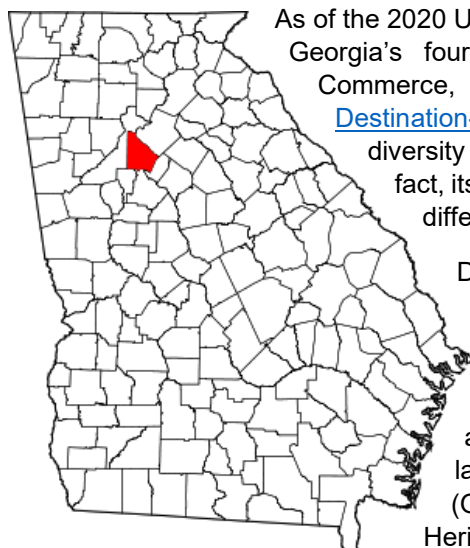 As of the 2020 U
Georgia's four
Commerce,
Destination-
diversity
fact, its
diffe
D
a
la
(C
Heri